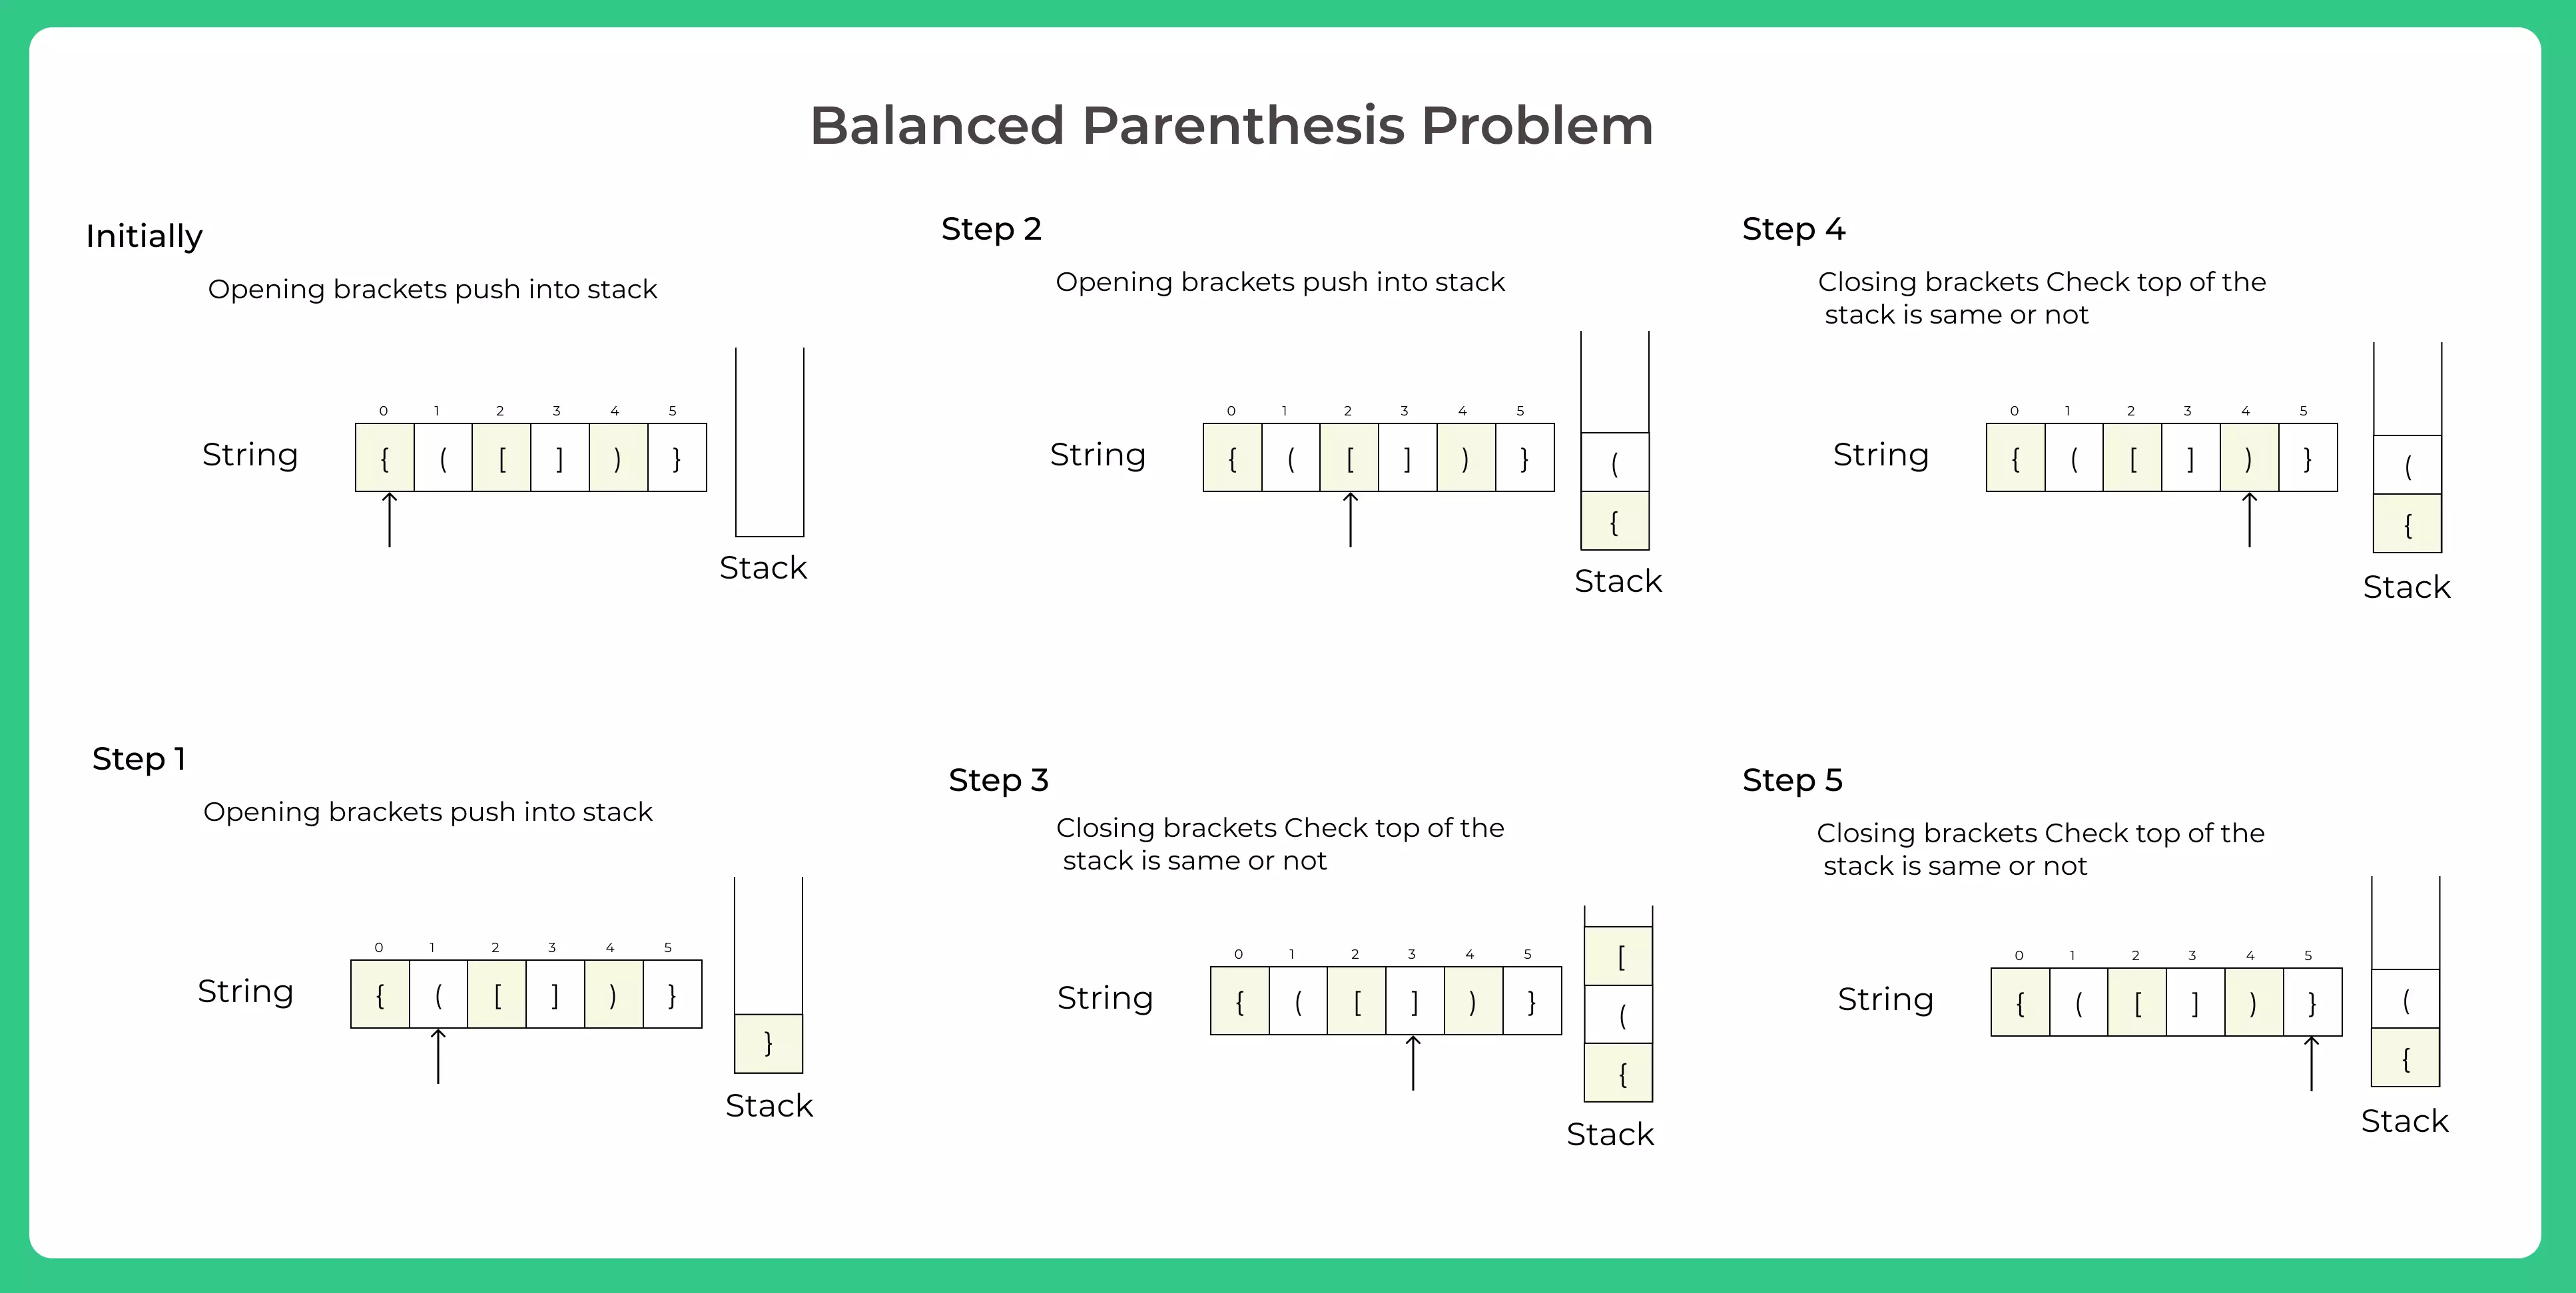 Balanced Parenthesis Problem
Initially
Opening brackets push into stack
0 1 2 3 4 5
String { ( [ ] ) }
Stack
Step 1
Opening brackets push into stack
0 1 2 3 4 5
String { ( [ ] ) }
}
Stack
Step 2
Opening brackets push into stack
0 1 2 3 4 5
String { ( [ ] ) }
(
{
Stack
Step 3
Closing brackets Check top of the
stack is same or not
0 1 2 3 4 5
String { ( [ ] ) }
[
(
{
Stack
Step 4
Closing brackets Check top of the
stack is same or not
0 1 2 3 4 5
String { ( [ ] ) }
(
{
Stack
Step 5
Closing brackets Check top of the
stack is same or not
0 1 2 3 4 5
String { ( [ ] ) }
(
{
Stack